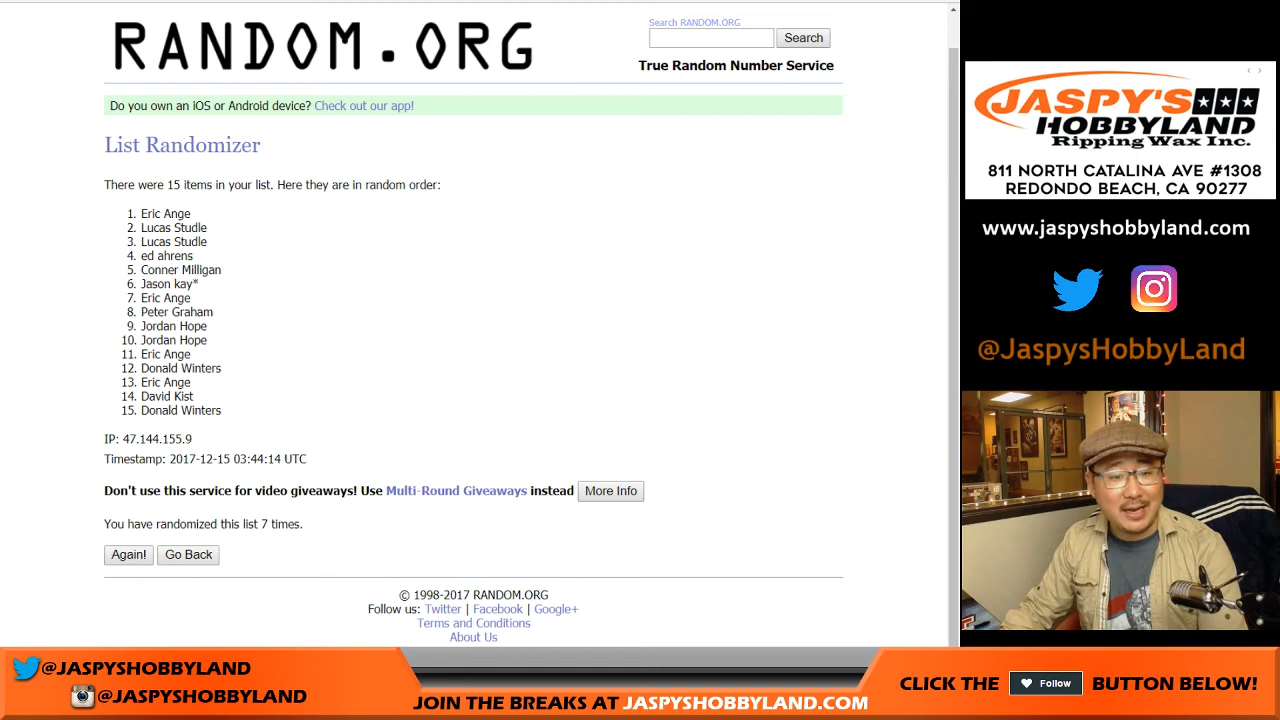 RANDOM.ORG
Search RANDOM.ORG
Search
True Random Number Service
Do you own an iOS or Android device? Check out our app!
List Randomizer
There were 15 items in your list. Here they are in random order:
1. Eric Ange
2. Lucas Studle
3. Lucas Studle
4. ed ahrens
5. Conner Milligan
6. Jason kay*
7. Eric Ange
8. Peter Graham
9. Jordan Hope
10. Jordan Hope
11. Eric Ange
12. Donald Winters
13. Eric Ange
14. David Kist
15. Donald Winters
IP: 47.144.155.9
Timestamp: 2017-12-15 03:44:14 UTC
Don't use this service for video giveaways! Use Multi-Round Giveaways instead More Info
You have randomized this list 7 times.
Again! Go Back
© 1998-2017 RANDOM.ORG
Follow us: Twitter | Facebook | Google+
Terms and Conditions
About Us
JASPY'S
HOBBYLAND
Ripping Wax Inc.
811 NORTH CATALINA AVE #1308
REDONDO BEACH, CA 90277
www.jaspyshobbyland.com
@JaspysHobbyLand
@JASPYSHOBBYLAND
@JASPYSHOBBYLAND
JOIN THE BREAKS AT JASPYSHOBBYLAND.COM
CLICK THE Follow BUTTON BELOW!